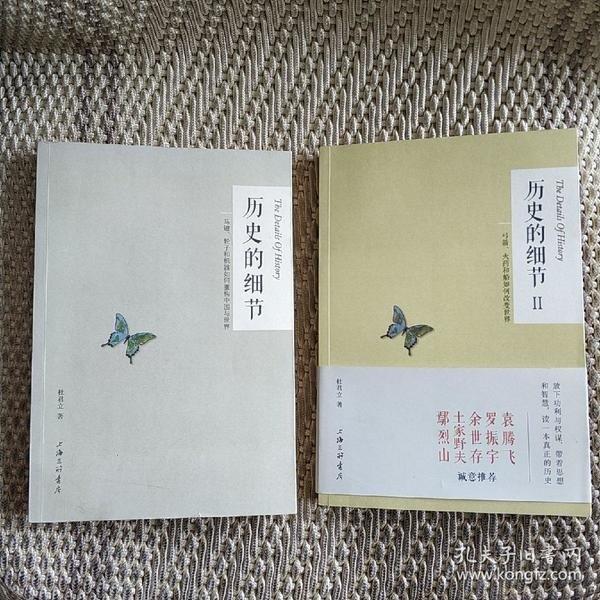 历史的细节
The Details Of History
马镫、轮子和机器如何重构中国与世界
杜君立 著
上海三联书店
历史的细节 II
The Details Of History
弓箭、火药和船如何改变世界
杜君立 著
上海三联书店
放下功利与权谋，带着思想
和智慧，读一本真正的历史
袁腾飞
罗振宇
余世存
土家野夫
鄢烈山
诚意推荐
孔夫子旧书网
www.kongfz.com